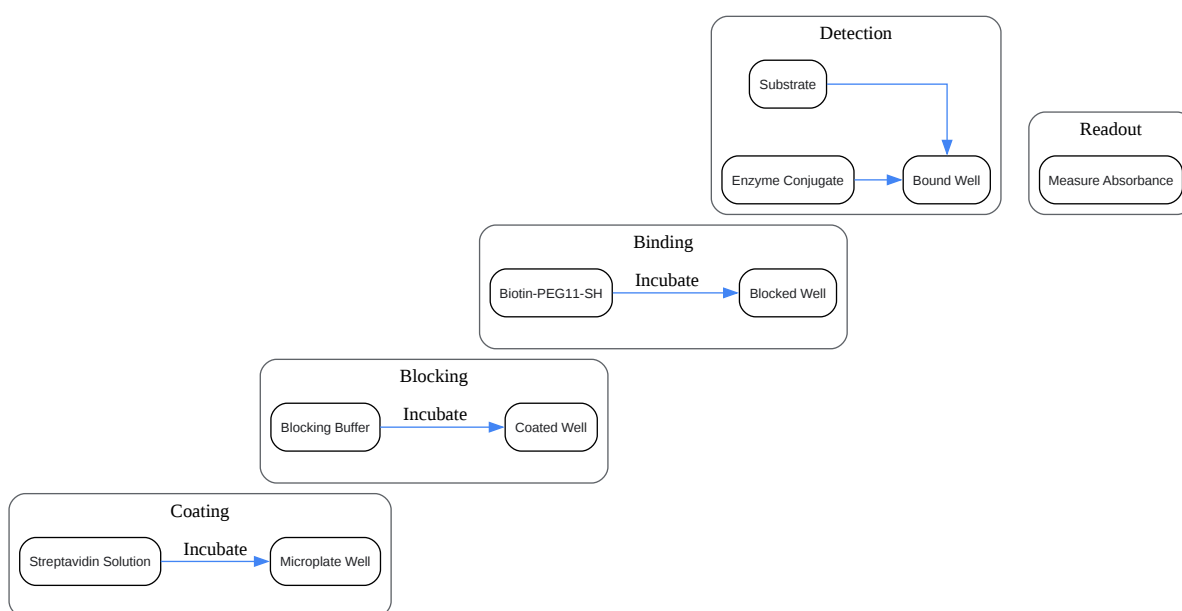 Detection
Substrate
Enzyme Conjugate
Bound Well
Readout
Measure Absorbance
Binding
Biotin-PEG11-SH
Incubate
Blocked Well
Blocking
Blocking Buffer
Incubate
Coated Well
Coating
Streptavidin Solution
Incubate
Microplate Well